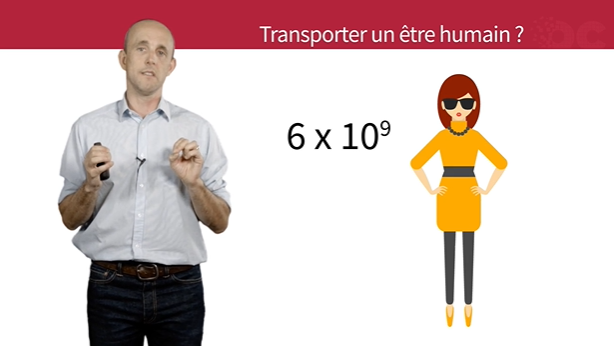 Transporter un être humain ?
6 x 10⁹